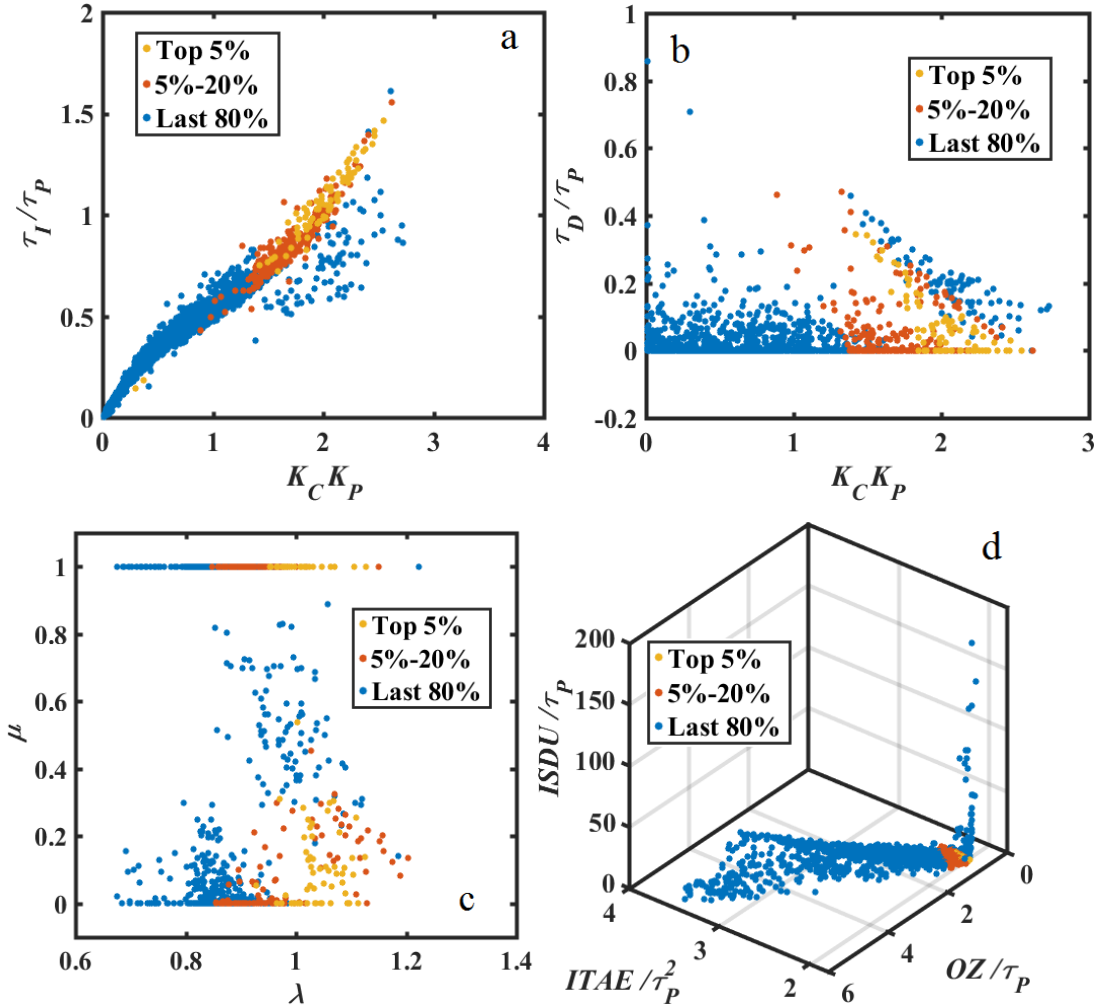 a
2
1.5
1
0.5
0
τ_I/τ_P
Top 5%
5%-20%
Last 80%
0
1
2
3
4
K_C K_P
b
1
0.8
0.6
0.4
0.2
0
-0.2
τ_D/τ_P
Top 5%
5%-20%
Last 80%
0
1
2
3
K_C K_P
c
1
0.8
0.6
0.4
0.2
0
μ
Top 5%
5%-20%
Last 80%
0.6
0.8
1
1.2
1.4
λ
d
200
150
100
50
0
ISDU/τ_P
Top 5%
5%-20%
Last 80%
4
3
2
ITAE/τ_P^2
6
4
2
0
OZ/τ_P